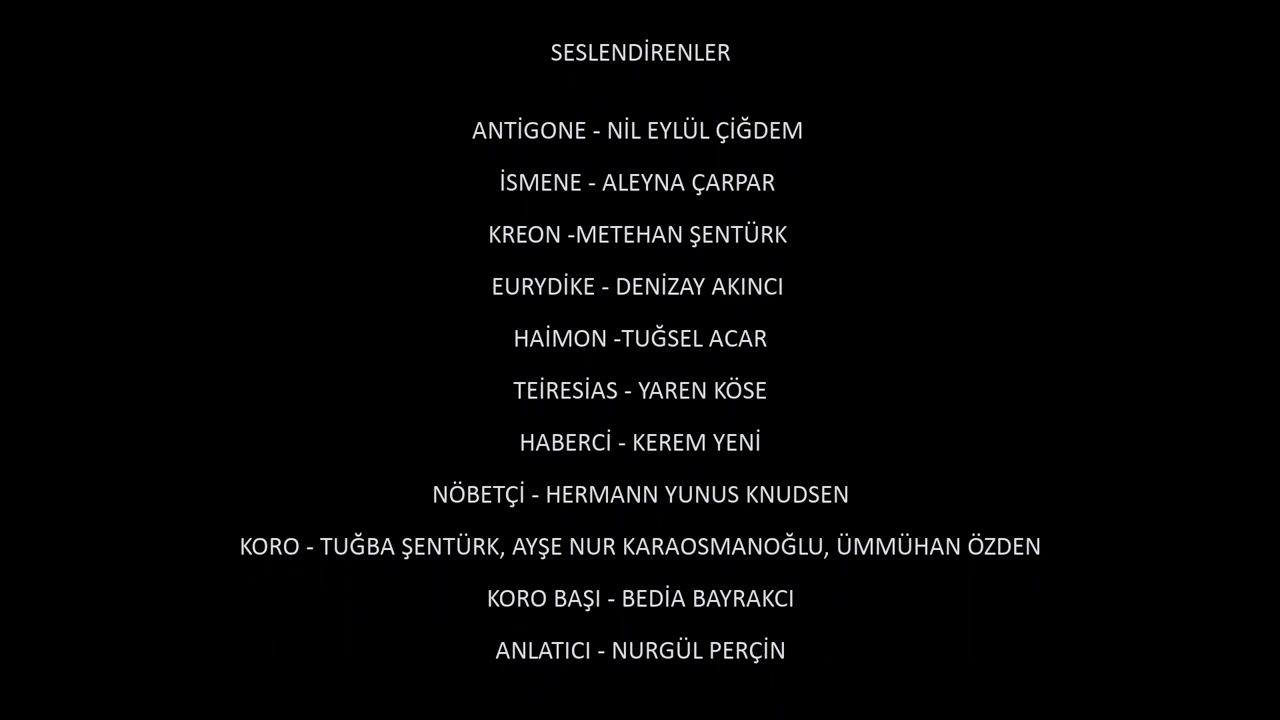 SESLENDİRENLER
ANTİGONE - NİL EYLÜL ÇİĞDEM
İSMENE - ALEYNA ÇARPAR
KREON -METEHAN ŞENTÜRK
EURYDİKE - DENİZAY AKINCI
HAİMON -TUĞSEL ACAR
TEİRESİAS - YAREN KÖSE
HABERCİ - KEREM YENİ
NÖBETÇİ - HERMANN YUNUS KNUDSEN
KORO - TUĞBA ŞENTÜRK, AYŞE NUR KARAOSMANOĞLU, ÜMMÜHAN ÖZDEN
KORO BAŞI - BEDİA BAYRAKCI
ANLATICI - NURGÜL PERÇİN